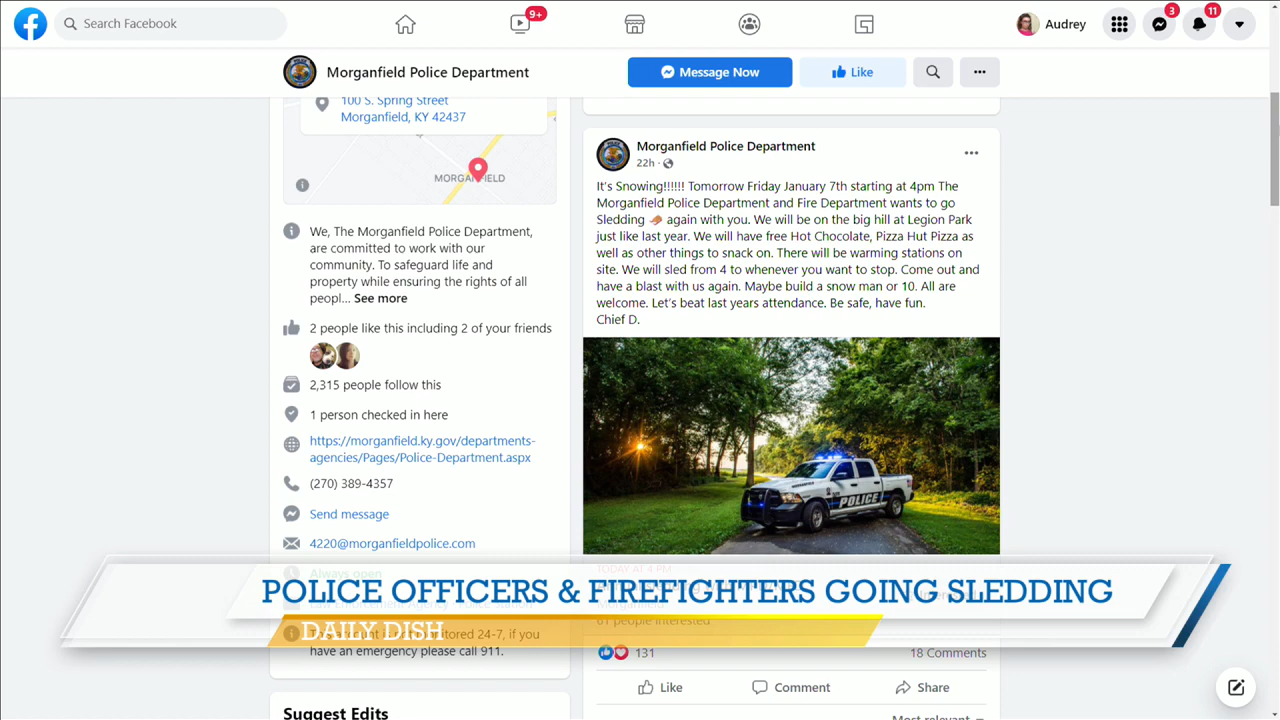 Search Facebook
9+
Audrey
3
11
Morganfield Police Department
Message Now
Like
100 S. Spring Street
Morganfield, KY 42437
MORGANFIELD
We, The Morganfield Police Department,
are committed to work with our
community. To safeguard life and
property while ensuring the rights of all
peopl... See more
2 people like this including 2 of your friends
2,315 people follow this
1 person checked in here
https://morganfield.ky.gov/departments-
agencies/Pages/Police-Department.aspx
(270) 389-4357
Send message
4220@morganfieldpolice.com
Always open
have an emergency please call 911.
Suggest Edits
Morganfield Police Department
22h
It's Snowing!!!!!! Tomorrow Friday January 7th starting at 4pm The
Morganfield Police Department and Fire Department wants to go
Sledding 🛷 again with you. We will be on the big hill at Legion Park
just like last year. We will have free Hot Chocolate, Pizza Hut Pizza as
well as other things to snack on. There will be warming stations on
site. We will sled from 4 to whenever you want to stop. Come out and
have a blast with us again. Maybe build a snow man or 10. All are
welcome. Let's beat last years attendance. Be safe, have fun.
Chief D.
POLICE
TODAY AT 4 PM
61 people interested
131
18 Comments
Like
Comment
Share
Most relevant
POLICE OFFICERS & FIREFIGHTERS GOING SLEDDING
DAILY DISH